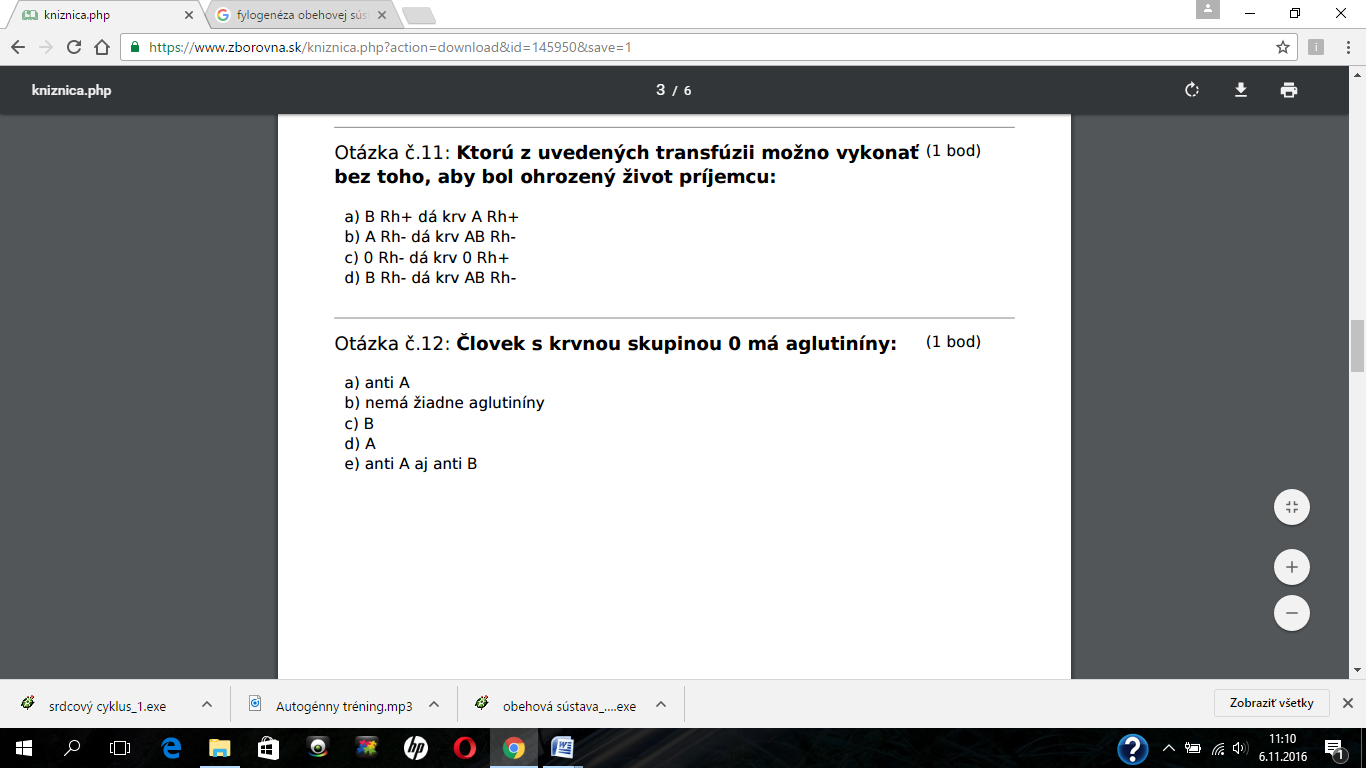 kniznica.php
fylogenéza obehovej sús
https://www.zborovna.sk/kniznica.php?action=download&id=145950&save=1
kniznica.php
3 / 6
Otázka č.11: Ktorú z uvedených transfúzii možno vykonať (1 bod)
bez toho, aby bol ohrozený život príjemcu:
a) B Rh+ dá krv A Rh+
b) A Rh- dá krv AB Rh-
c) 0 Rh- dá krv 0 Rh+
d) B Rh- dá krv AB Rh-
Otázka č.12: Človek s krvnou skupinou 0 má aglutiníny: (1 bod)
a) anti A
b) nemá žiadne aglutiníny
c) B
d) A
e) anti A aj anti B
srdcový cyklus_1.exe
Autogénny tréning.mp3
obehová sústava_....exe
Zobraziť všetky
11:10
6.11.2016